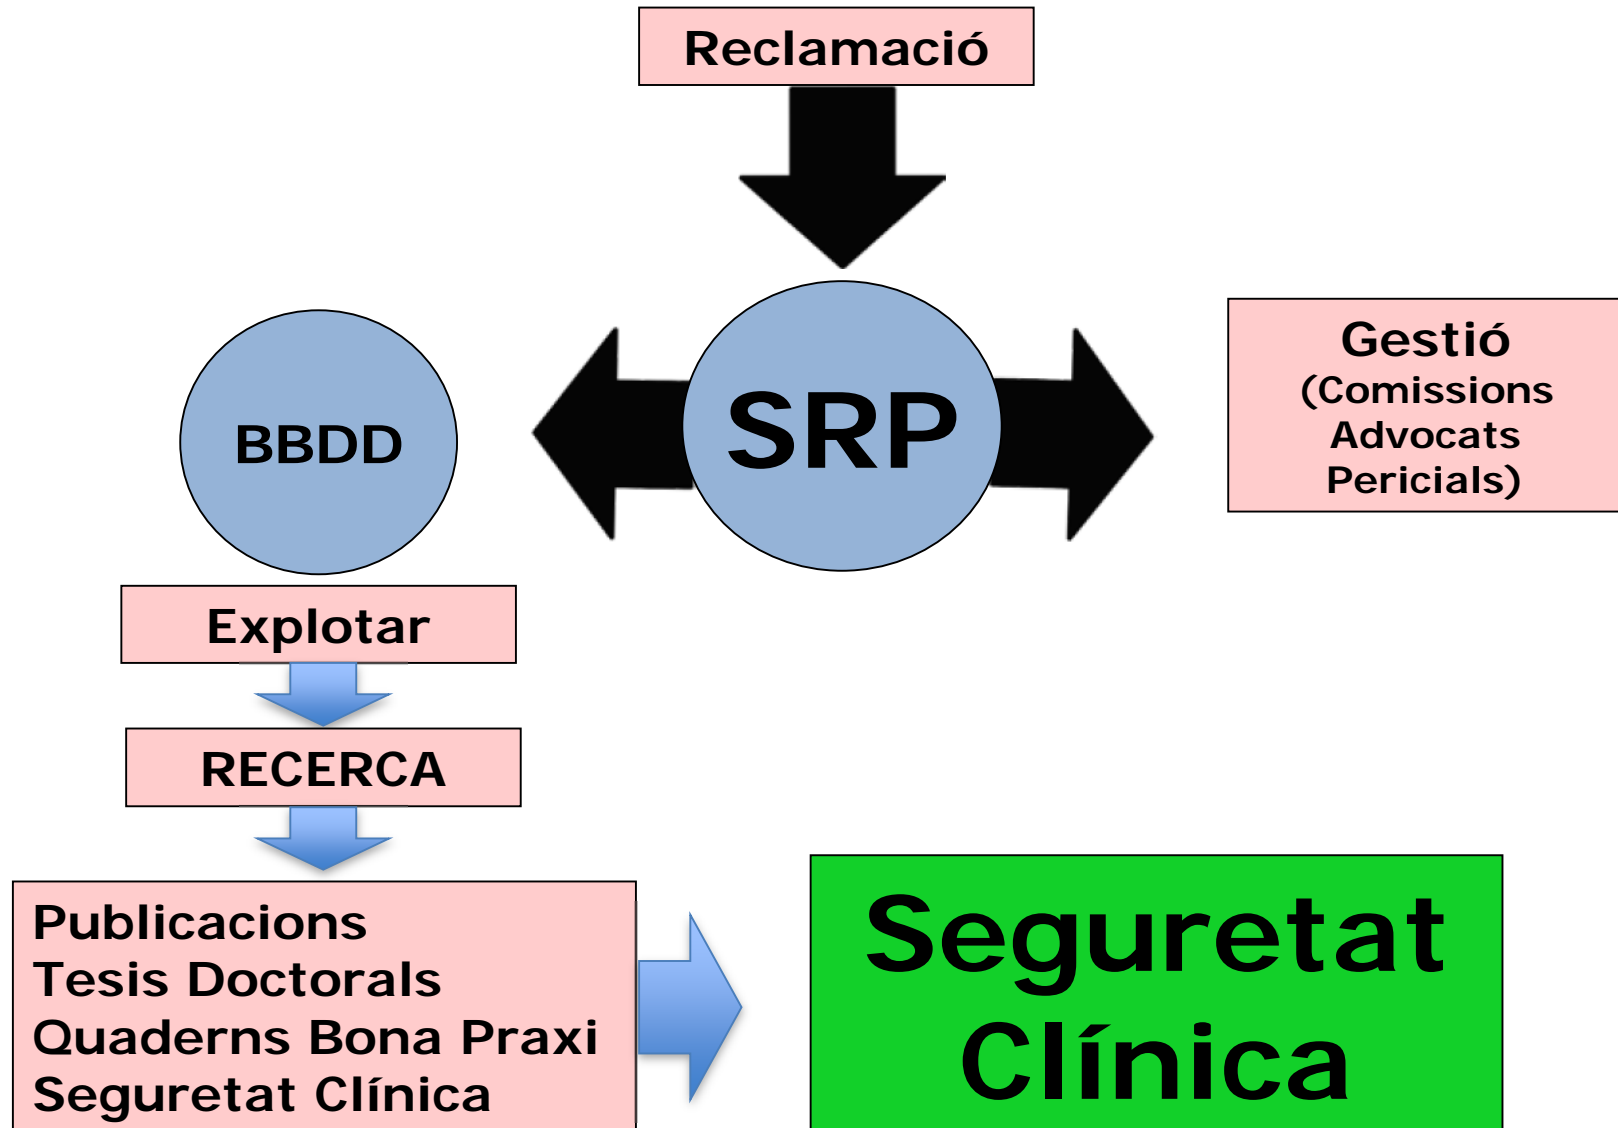 Reclamació
BBDD
SRP
Gestió
(Comissions
Advocats
Pericials)
Explotar
RECERCA
Publicacions
Tesis Doctorals
Quaderns Bona Praxi
Seguretat Clínica
Seguretat
Clínica